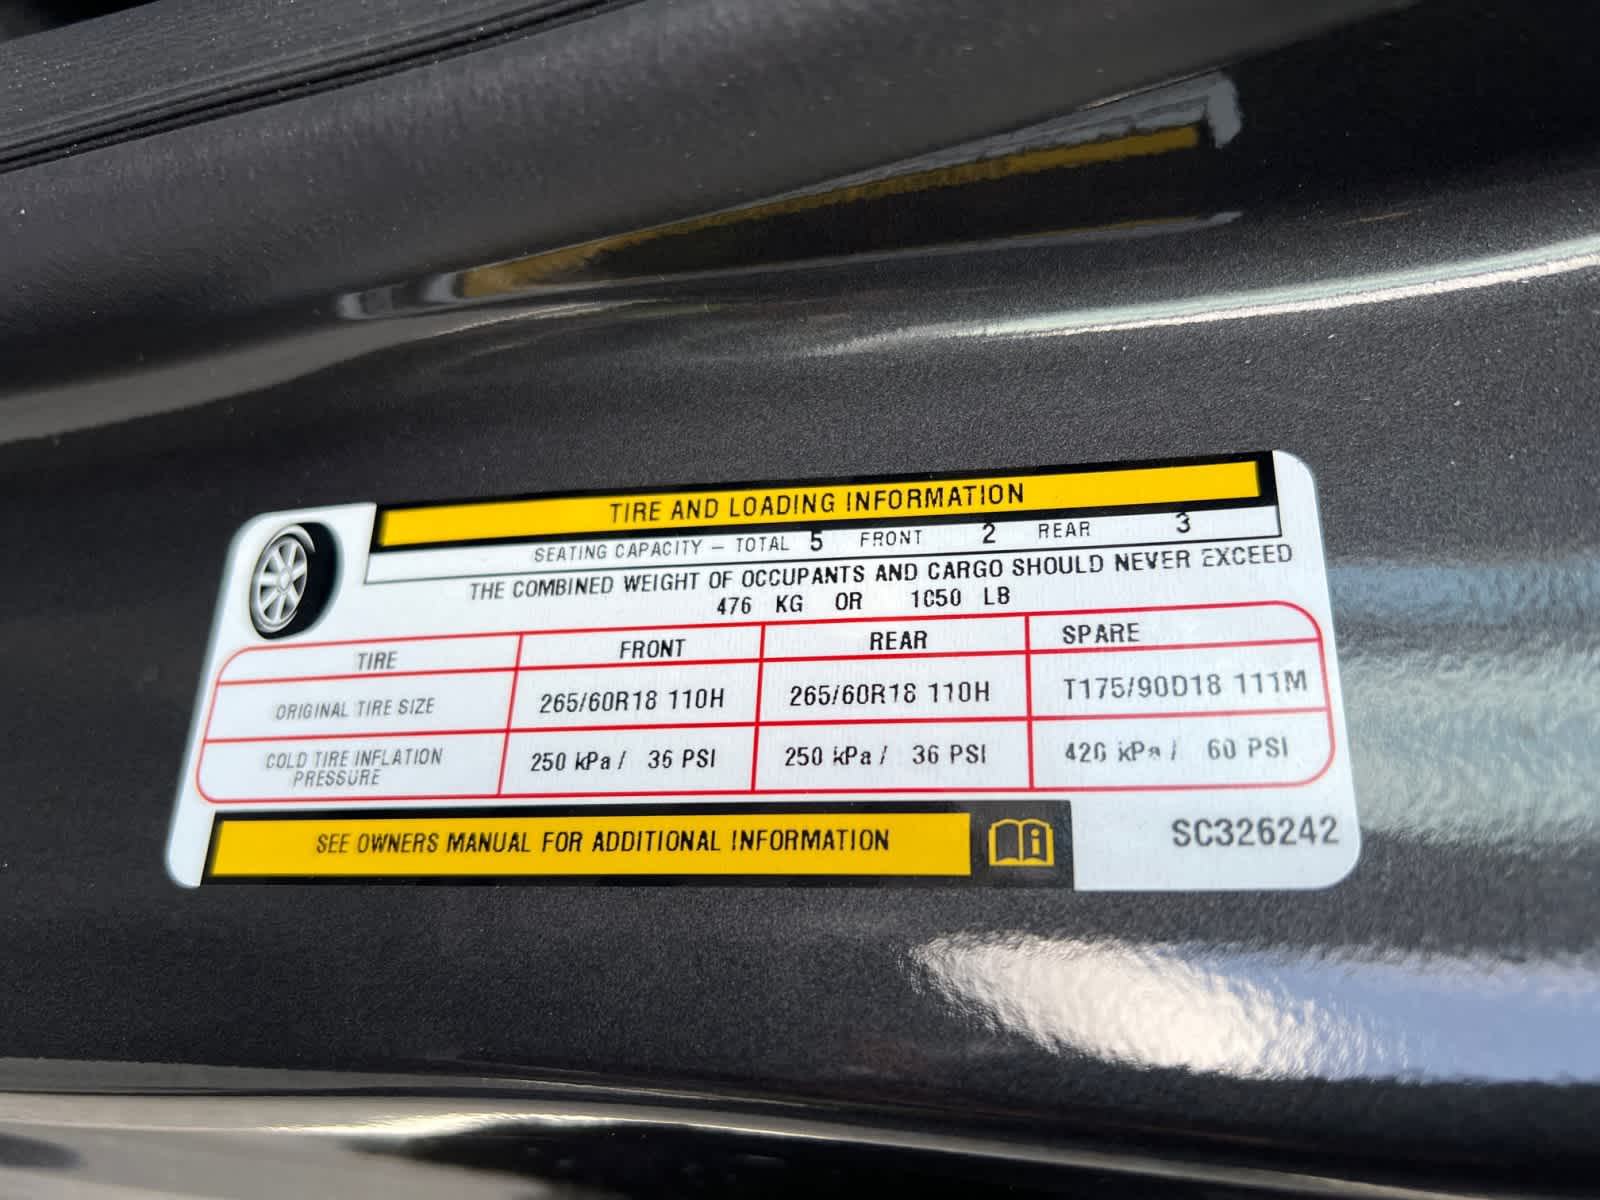 TIRE AND LOADING INFORMATION
SEATING CAPACITY – TOTAL 5 FRONT 2 REAR 3
THE COMBINED WEIGHT OF OCCUPANTS AND CARGO SHOULD NEVER EXCEED
476 KG OR 1050 LB
TIRE FRONT REAR SPARE
ORIGINAL TIRE SIZE 265/60R18 110H 265/60R18 110H T175/90D18 111M
COLD TIRE INFLATION
PRESSURE 250 kPa / 36 PSI 250 kPa / 36 PSI 420 kPa / 60 PSI
SEE OWNERS MANUAL FOR ADDITIONAL INFORMATION
SC326242